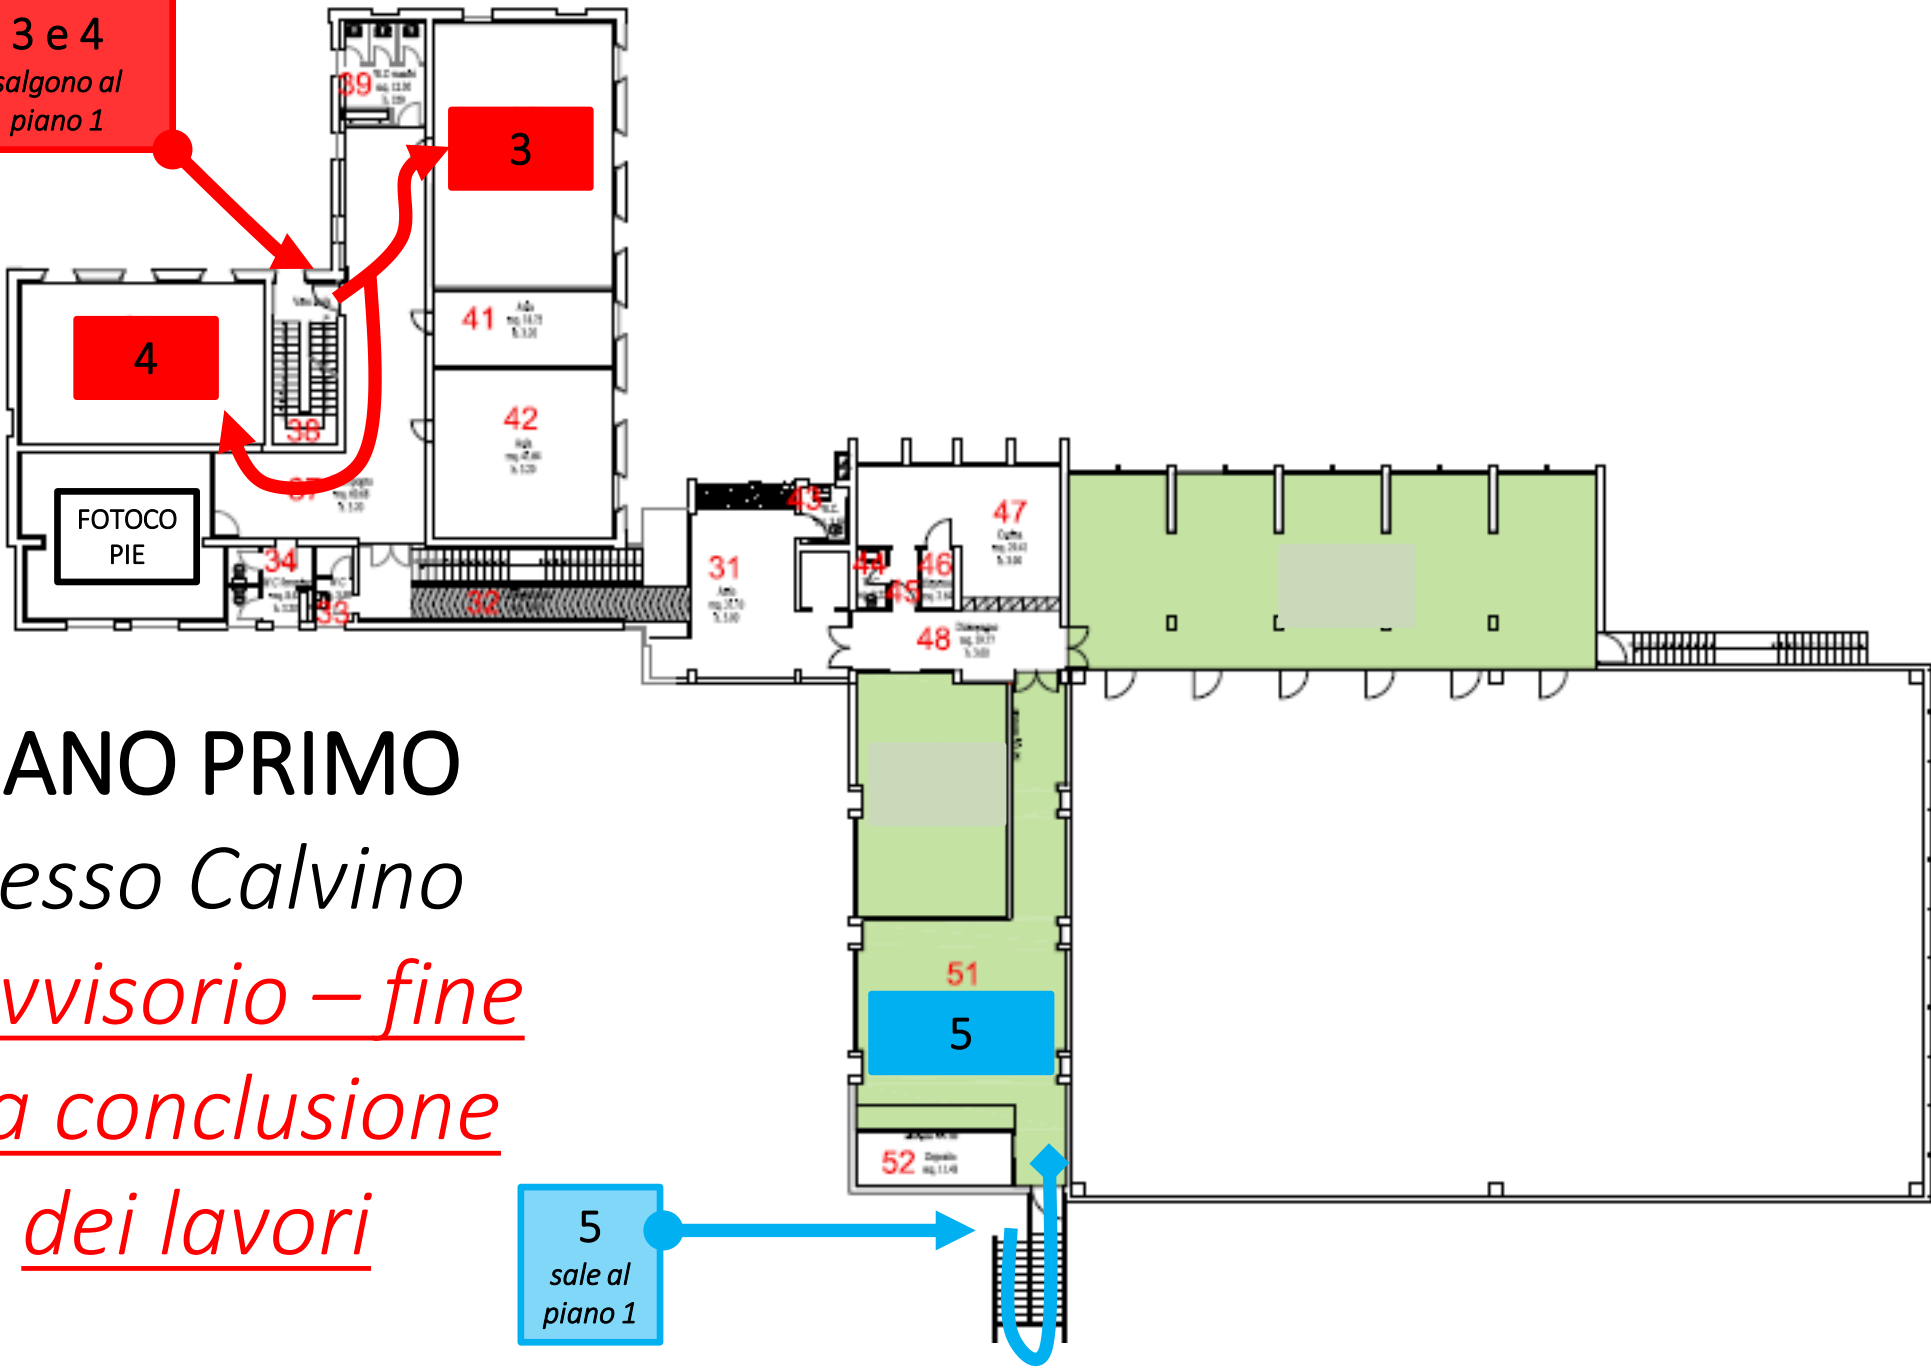 3 e 4
salgono al
piano 1
39
3
41
4
42
38
37
FOTOCO
PIE
34
33
32
31
43
44
45
46
47
48
ANO PRIMO
esso Calvino
vvisorio – fine
a conclusione
dei lavori
51
5
52
5
sale al
piano 1